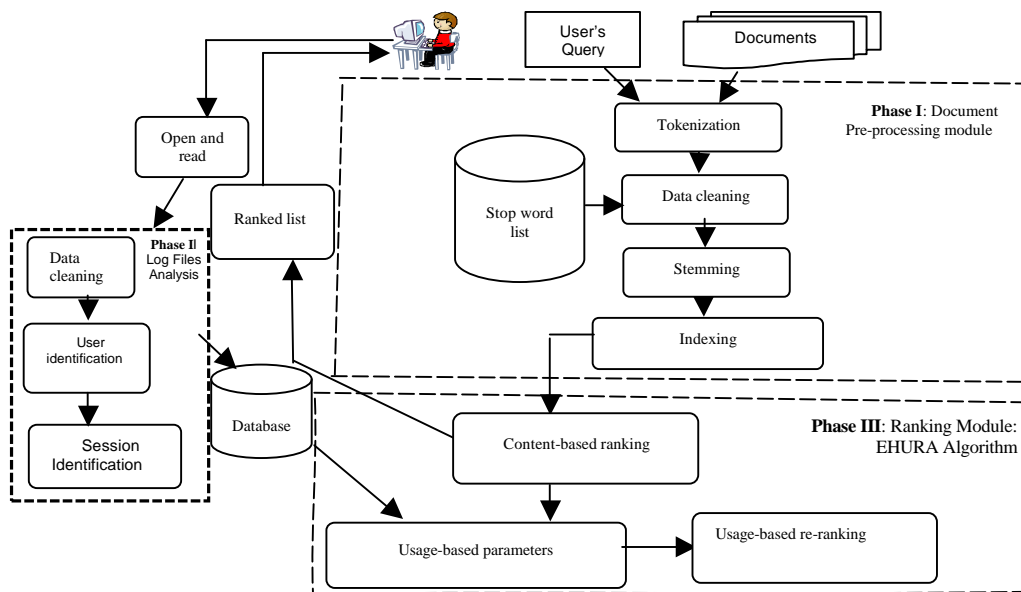 User's
Query
Documents
Phase I: Document
Pre-processing module
Tokenization
Open and
read
Data cleaning
Stop word
list
Ranked list
Phase II
Log Files
Analysis
Data
cleaning
Stemming
User
identification
Indexing
Database
Phase III: Ranking Module:
EHURA Algorithm
Content-based ranking
Session
Identification
Usage-based parameters
Usage-based re-ranking